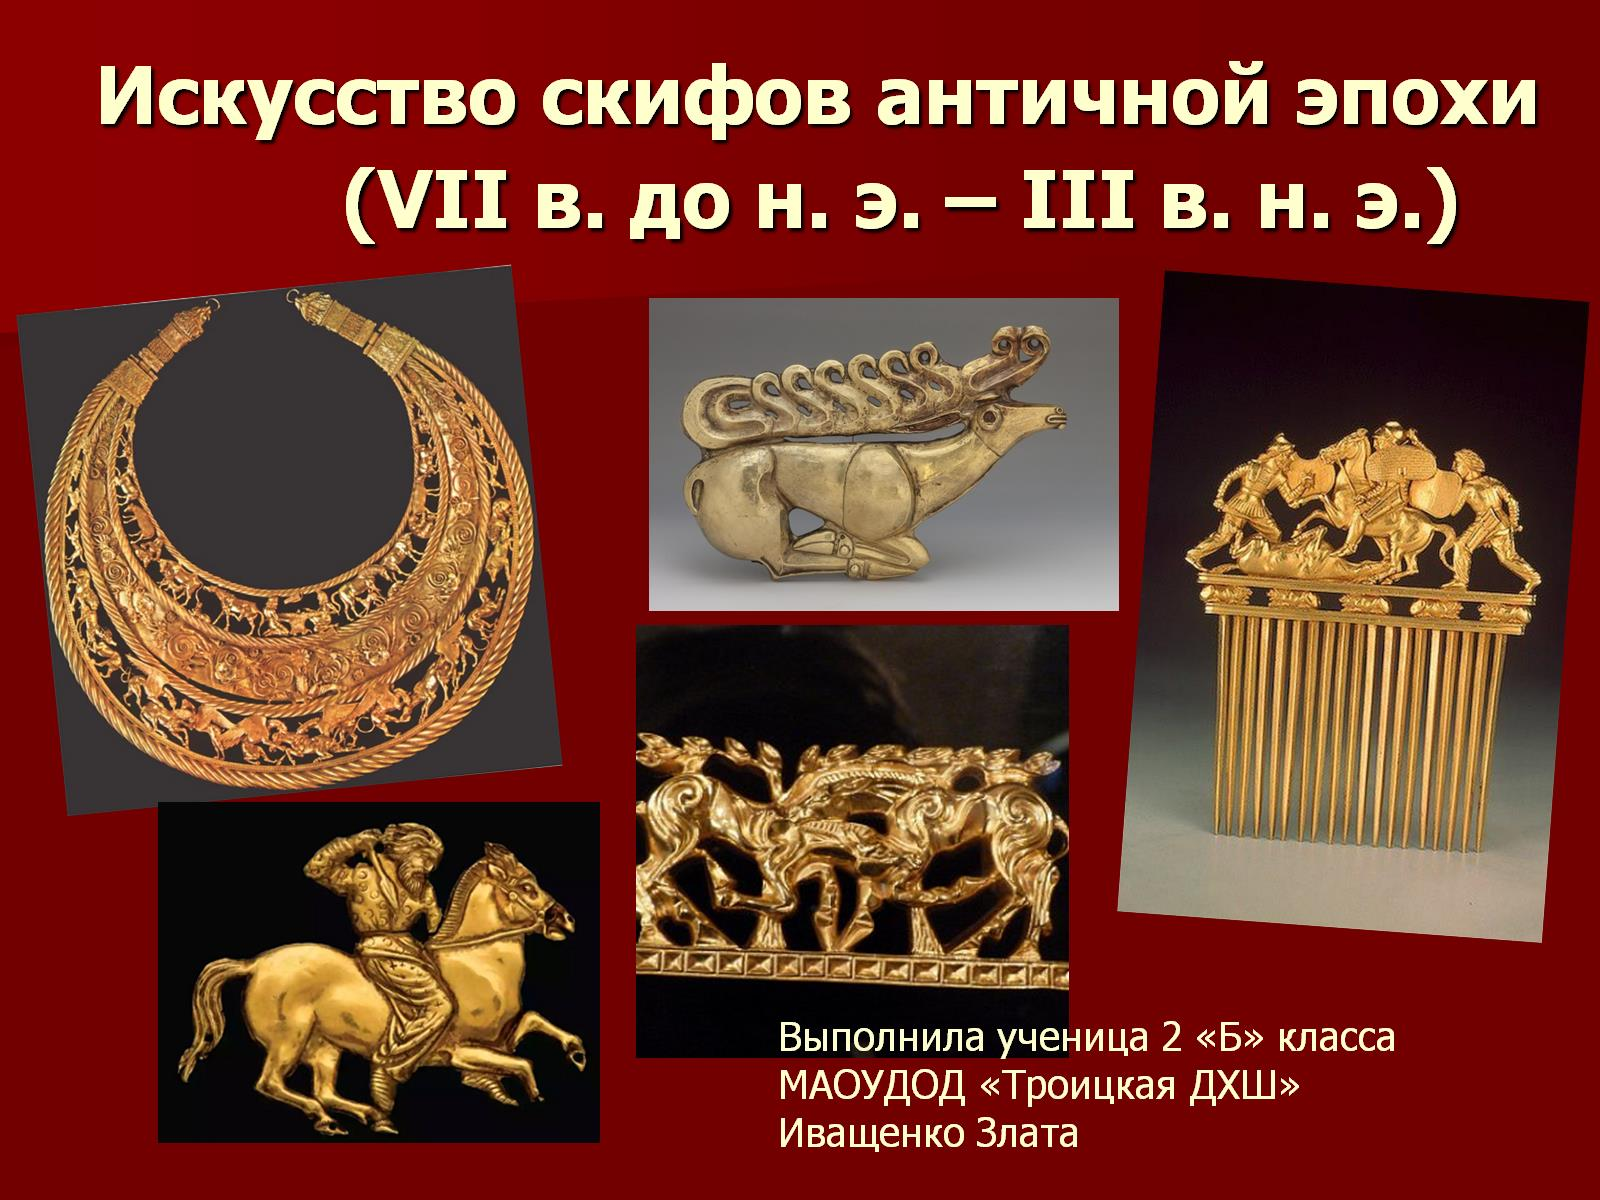 Искусство скифов античной эпохи
(VII в. до н. э. – III в. н. э.)
Выполнила ученица 2 «Б» класса
МАОУДОД «Троицкая ДХШ»
Иващенко Злата